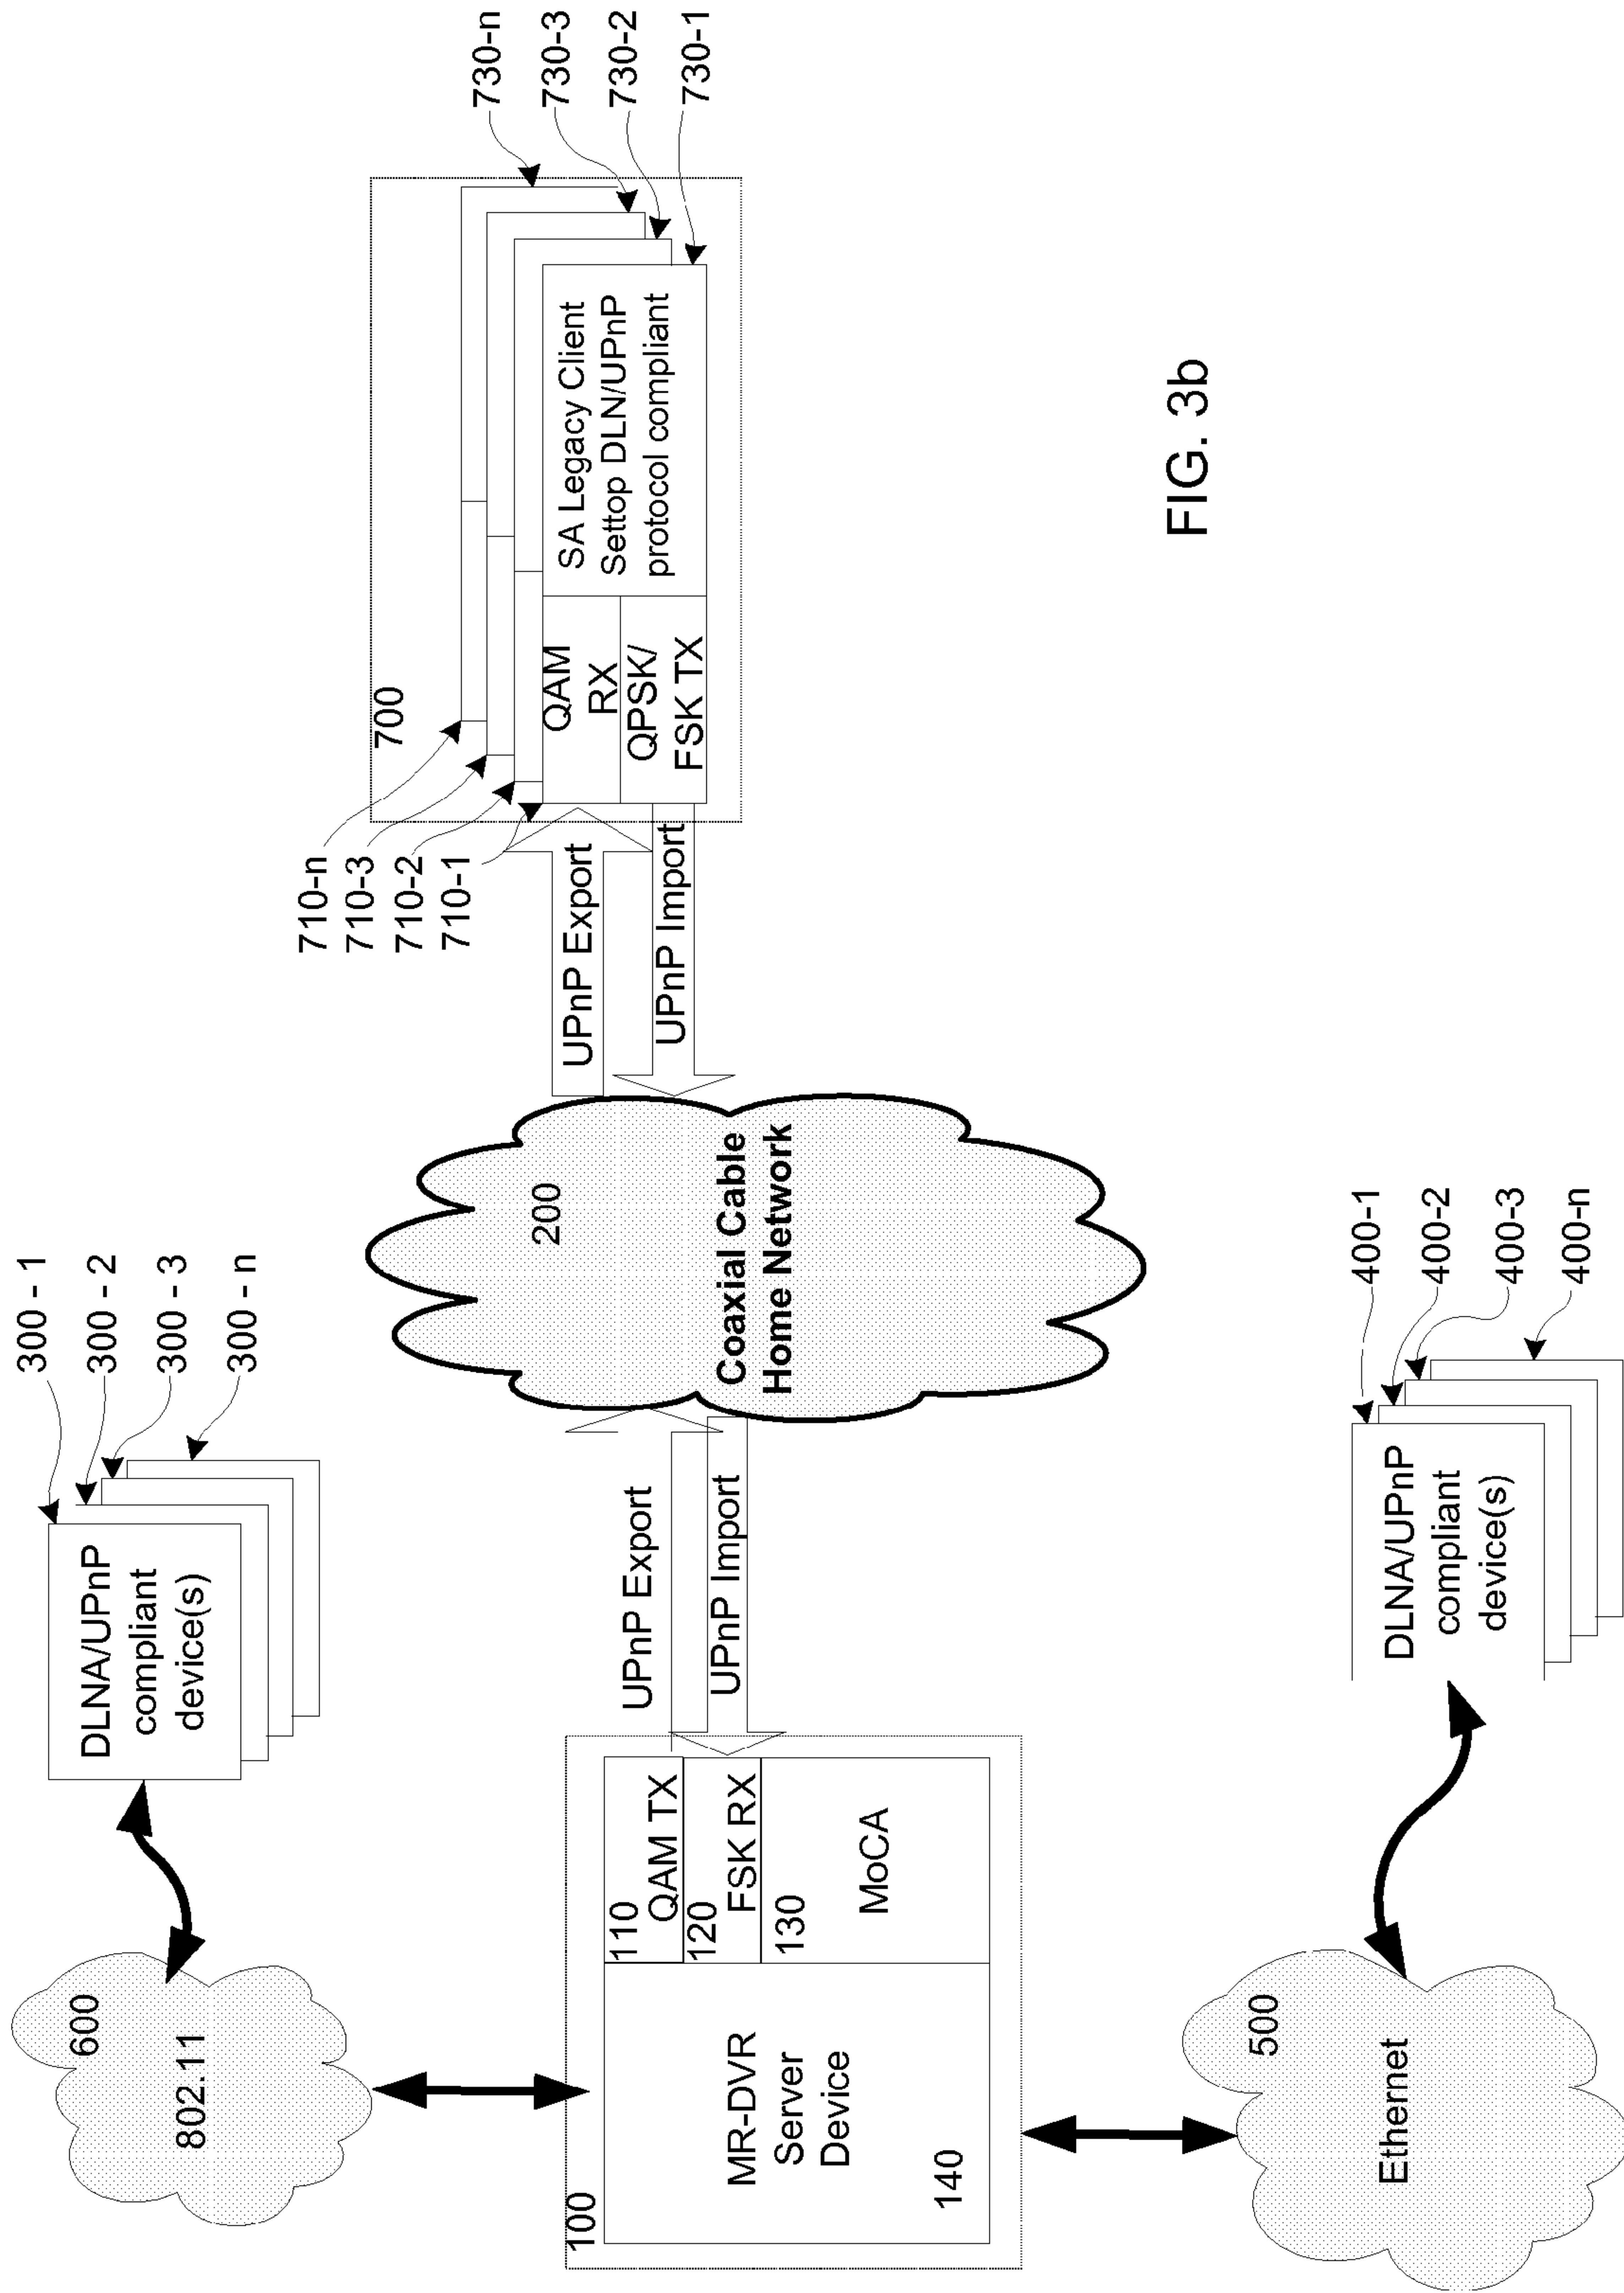 600
802.11
DLNA/UPnP
compliant
device(s)
300 - 1
300 - 2
300 - 3
300 - n
100
MR-DVR
Server
Device
140
110
QAM TX
120
FSK RX
130
MoCA
UPnP Export
UPnP Import
200
Coaxial Cable
Home Network
UPnP Export
UPnP Import
710-n
710-3
710-2
710-1
700
QAM
RX
QPSK/
FSK TX
SA Legacy Client
Settop DLN/UPnP
protocol compliant
730-n
730-3
730-2
730-1
500
Ethernet
DLNA/UPnP
compliant
device(s)
400-1
400-2
400-3
400-n
FIG. 3b